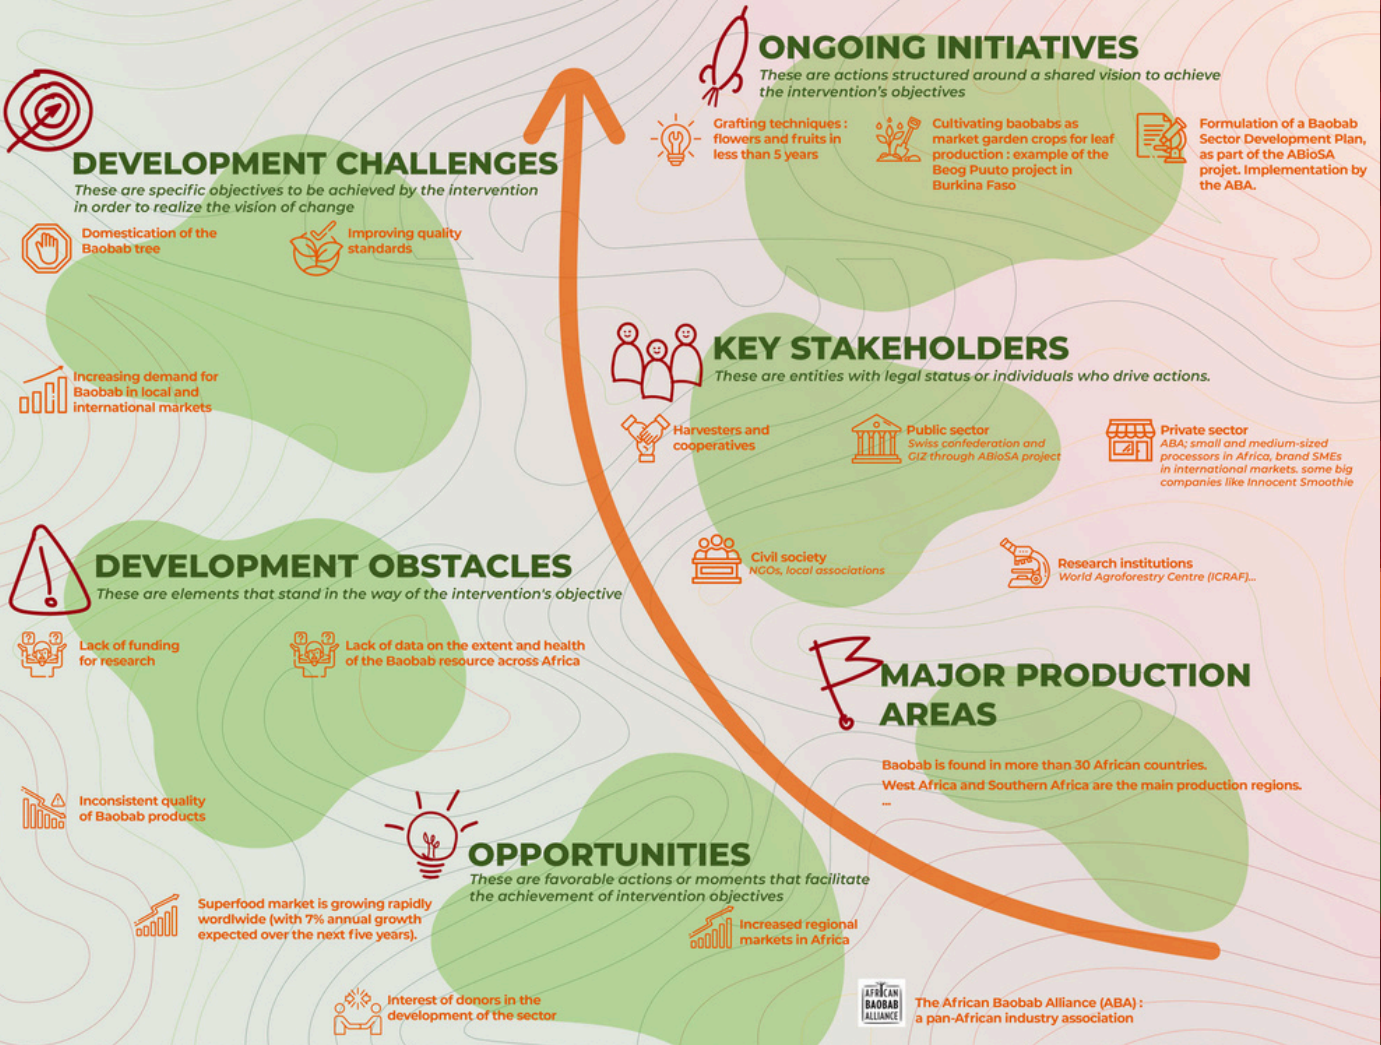 ONGOING INITIATIVES
These are actions structured around a shared vision to achieve
the intervention's objectives
Grafting techniques :
flowers and fruits in
less than 5 years
Cultivating baobabs as
market garden crops for leaf
production : example of the
Beog Puuto project in
Burkina Faso
Formulation of a Baobab
Sector Development Plan,
as part of the ABioSA
projet. Implementation by
the ABA.
DEVELOPMENT CHALLENGES
These are specific objectives to be achieved by the intervention
in order to realize the vision of change
Domestication of the
Baobab tree
Improving quality
standards
Increasing demand for
Baobab in local and
international markets
KEY STAKEHOLDERS
These are entities with legal status or individuals who drive actions.
Harvesters and
cooperatives
Public sector
Swiss confederation and
GIZ through ABioSA project
Private sector
ABA; small and medium-sized
processors in Africa, brand SMEs
in international markets. some big
companies like Innocent Smoothie
Civil society
NGOs, local associations
Research institutions
World Agroforestry Centre (ICRAF)...
DEVELOPMENT OBSTACLES
These are elements that stand in the way of the intervention's objective
Lack of funding
for research
Lack of data on the extent and health
of the Baobab resource across Africa
Inconsistent quality
of Baobab products
MAJOR PRODUCTION
AREAS
Baobab is found in more than 30 African countries.
West Africa and Southern Africa are the main production regions.
...
OPPORTUNITIES
These are favorable actions or moments that facilitate
the achievement of intervention objectives
Superfood market is growing rapidly
wordlwide (with 7% annual growth
expected over the next five years).
Increased regional
markets in Africa
Interest of donors in the
development of the sector
AFRICAN
BAOBAB
ALLIANCE
The African Baobab Alliance (ABA) :
a pan-African industry association